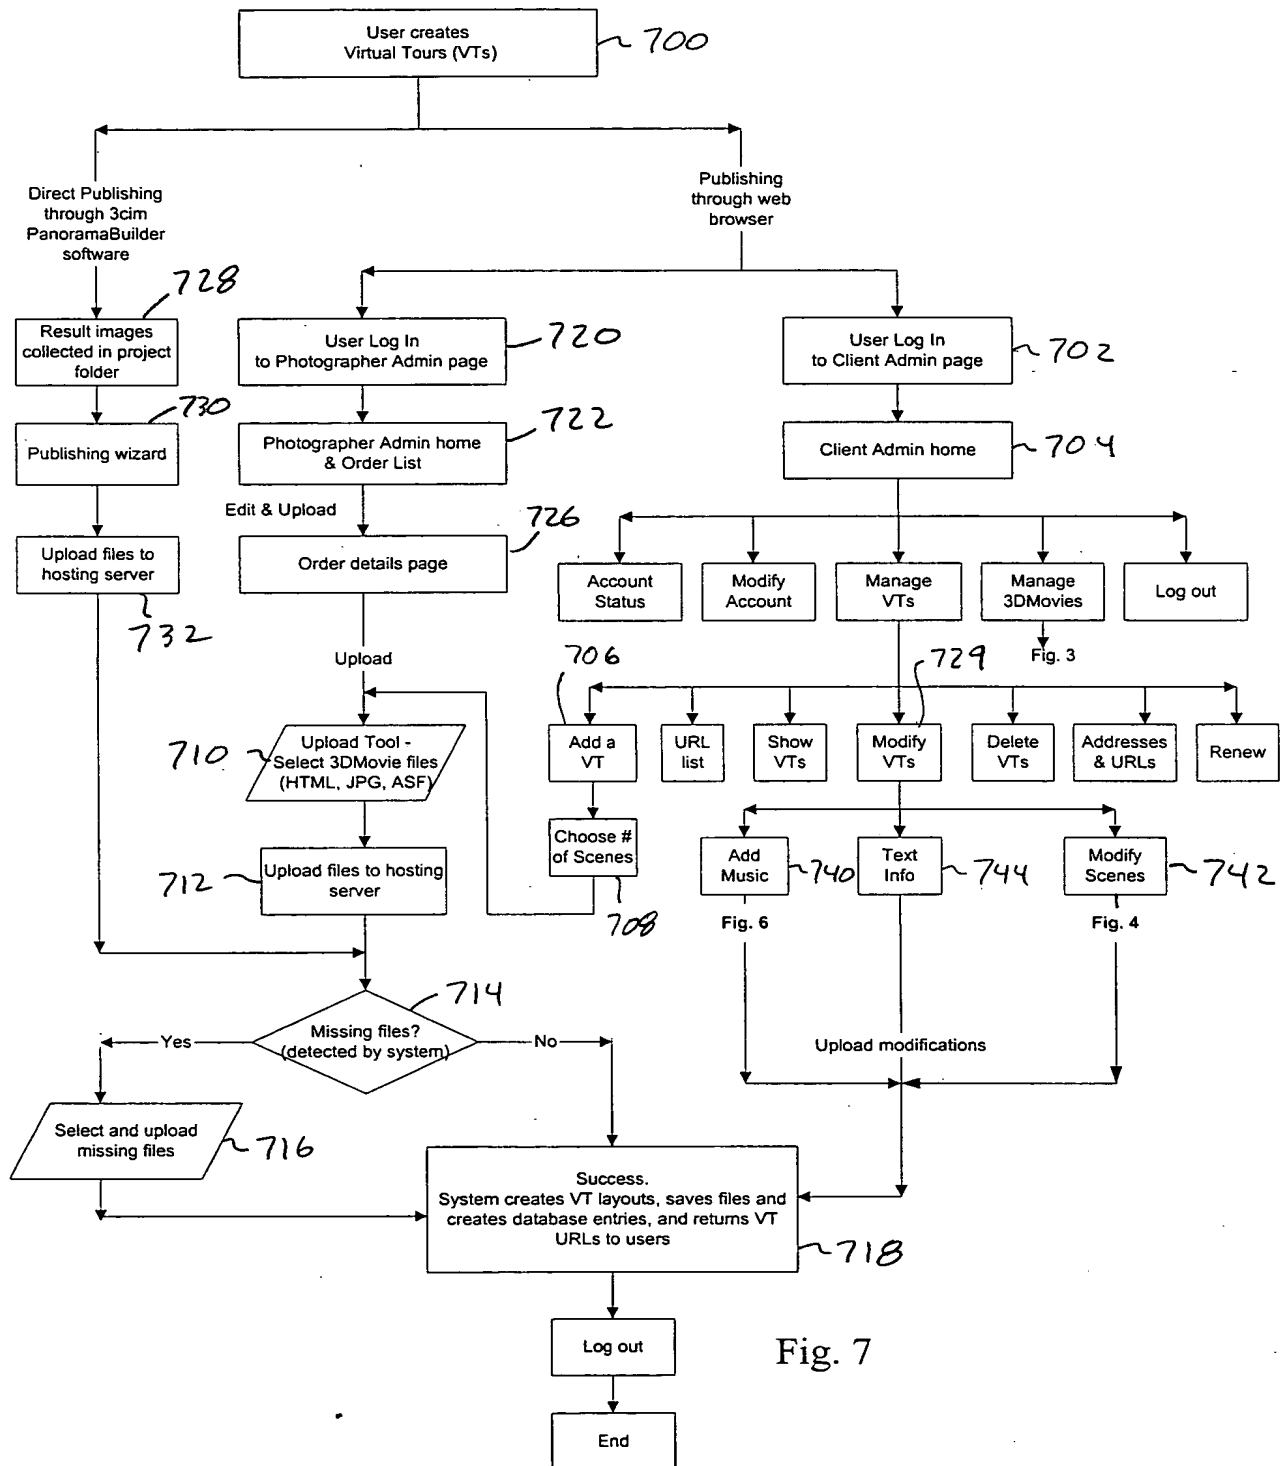 User creates
Virtual Tours (VTs)
700
Direct Publishing
through 3cim
PanoramaBuilder
software
Publishing
through web
browser
728
Result images
collected in project
folder
User Log In
to Photographer Admin page
720
User Log In
to Client Admin page
702
730
Publishing wizard
Photographer Admin home
& Order List
722
Client Admin home
704
Edit & Upload
726
Upload files to
hosting server
732
Order details page
Account
Status
Modify
Account
Manage
VTs
Manage
3DMovies
Log out
Fig. 3
Upload
706
729
Add a
VT
URL
list
Show
VTs
Modify
VTs
Delete
VTs
Addresses
& URLs
Renew
710
Upload Tool -
Select 3DMovie files
(HTML, JPG, ASF)
Choose #
of Scenes
708
Add
Music
740
Text
Info
744
Modify
Scenes
742
712
Upload files to hosting
server
Fig. 6
Fig. 4
714
Missing files?
(detected by system)
Yes
No
Upload modifications
Select and upload
missing files
716
Success.
System creates VT layouts, saves files and
creates database entries, and returns VT
URLs to users
718
Log out
Fig. 7
End